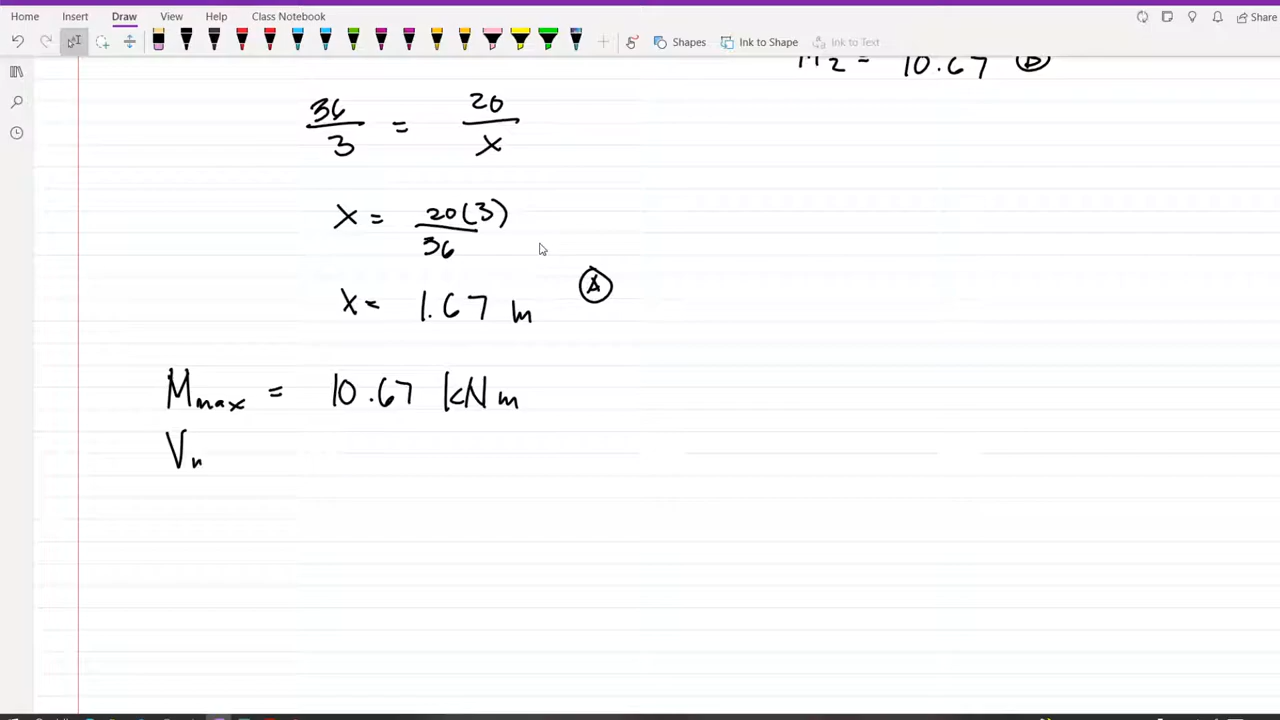 Home Insert Draw View Help Class Notebook Share
Shapes Ink to Shape Ink to Text
M2 = 10.67 B
36/3 = 20/x
x = 20(3)/36
x = 1.67 m A
Mmax = 10.67 kNm
V